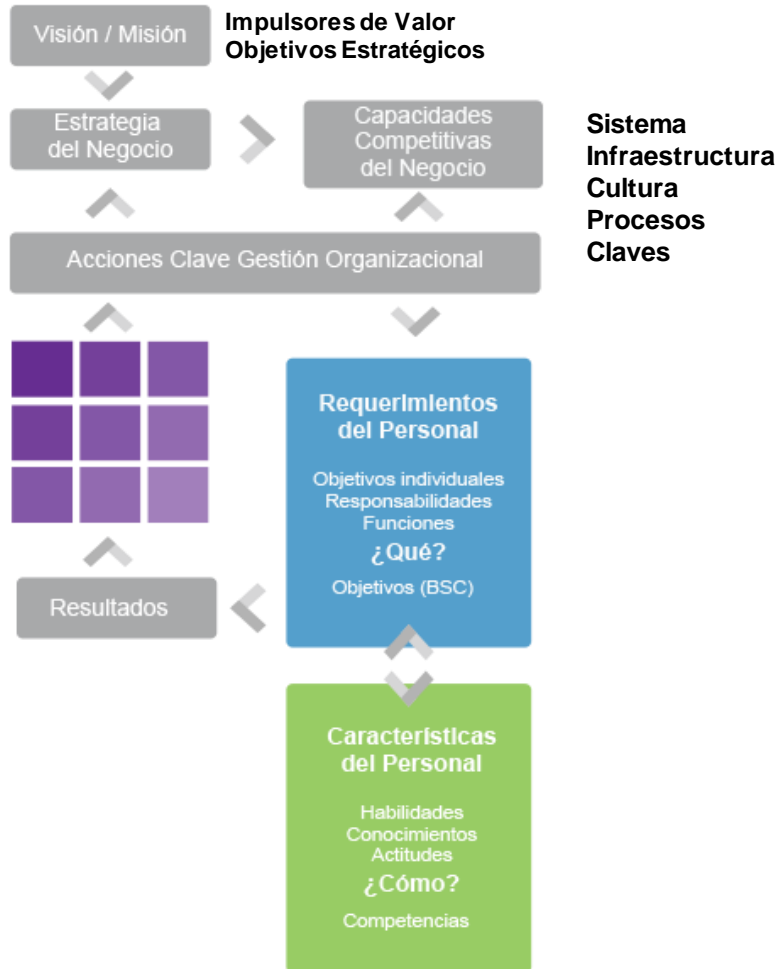 Visión / Misión
Impulsores de Valor
Objetivos Estratégicos
Estrategia
del Negocio
Capacidades
Competitivas
del Negocio
Sistema
Infraestructura
Cultura
Procesos
Claves
Acciones Clave Gestión Organizacional
Requerimientos
del Personal
Objetivos individuales
Responsabilidades
Funciones
¿Qué?
Objetivos (BSC)
Resultados
Características
del Personal
Habilidades
Conocimientos
Actitudes
¿Cómo?
Competencias